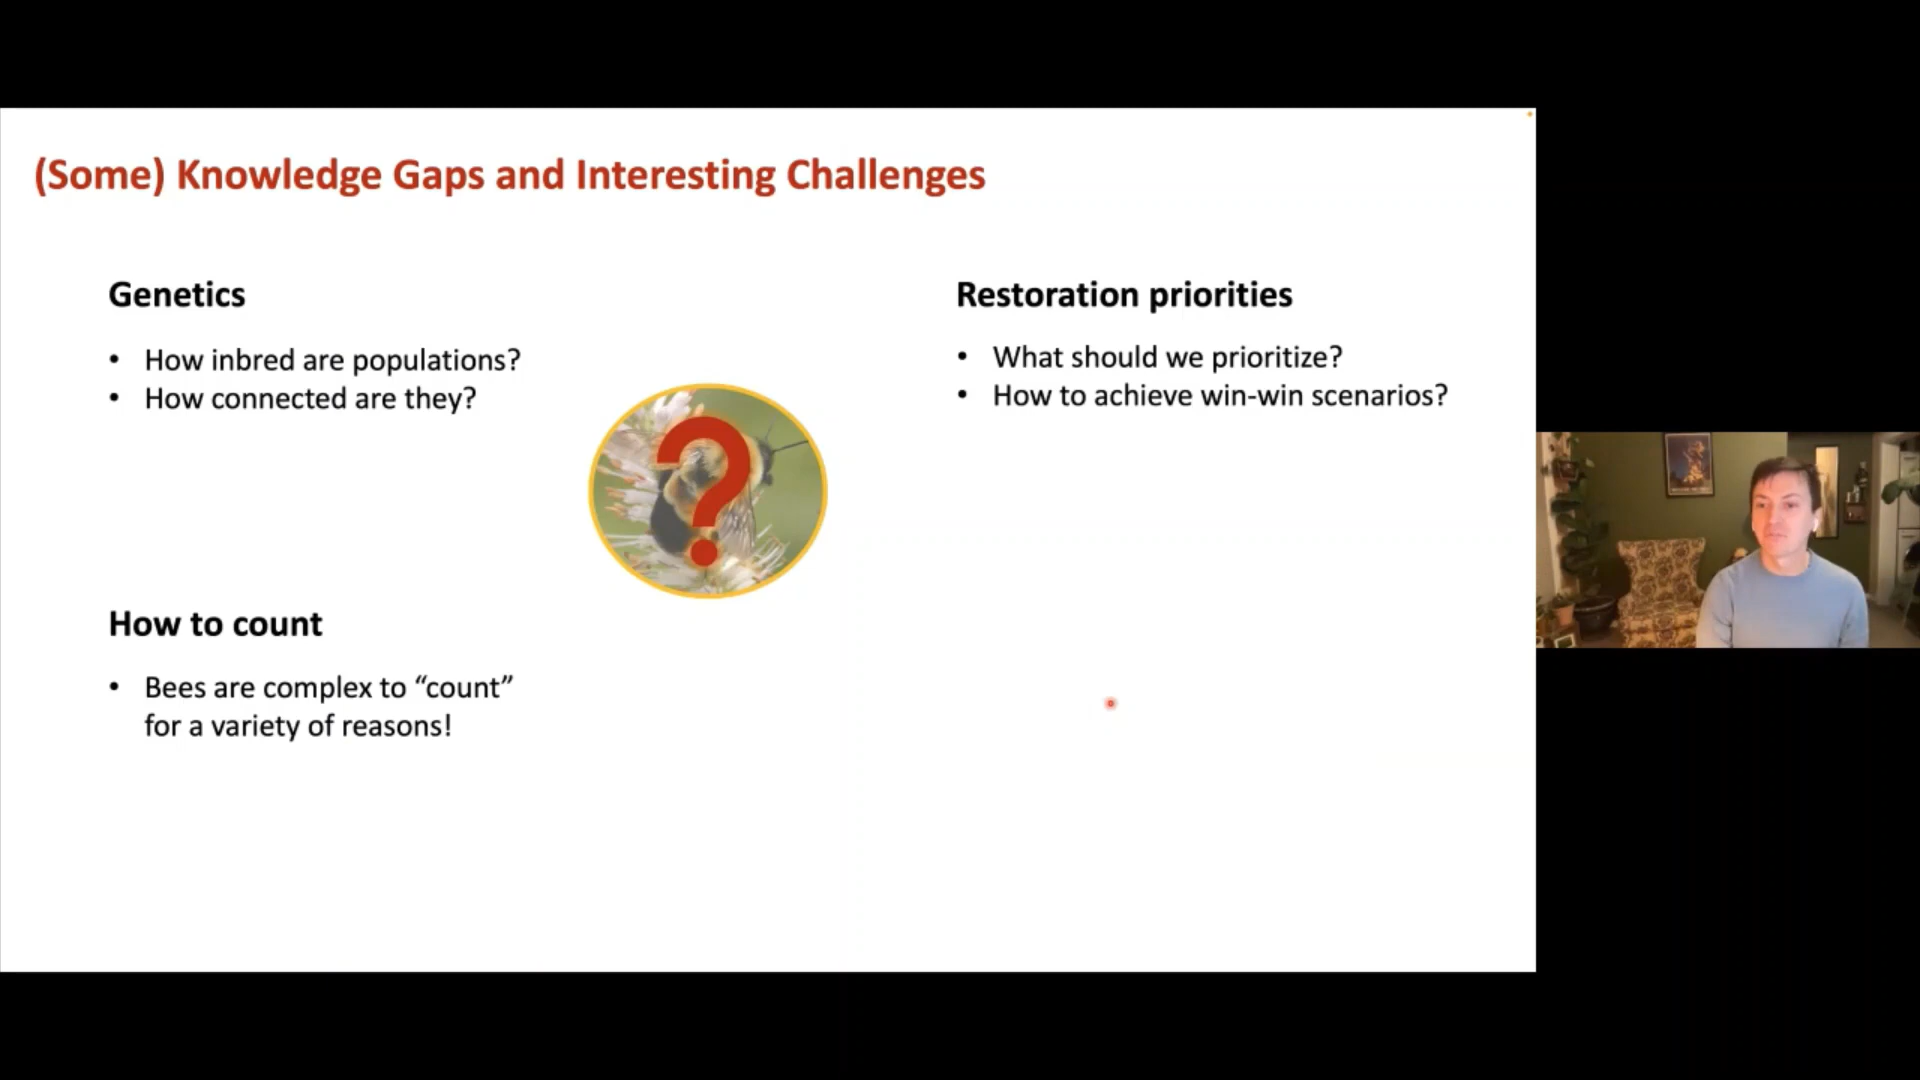 (Some) Knowledge Gaps and Interesting Challenges
Genetics
• How inbred are populations?
• How connected are they?
How to count
• Bees are complex to “count”
for a variety of reasons!
Restoration priorities
• What should we prioritize?
• How to achieve win-win scenarios?
?